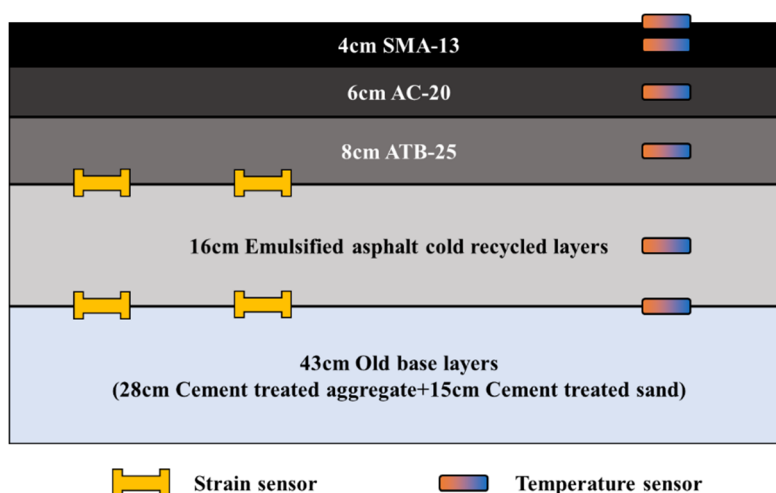 4cm SMA-13
6cm AC-20
8cm ATB-25
16cm Emulsified asphalt cold recycled layers
43cm Old base layers
(28cm Cement treated aggregate+15cm Cement treated sand)
Strain sensor
Temperature sensor